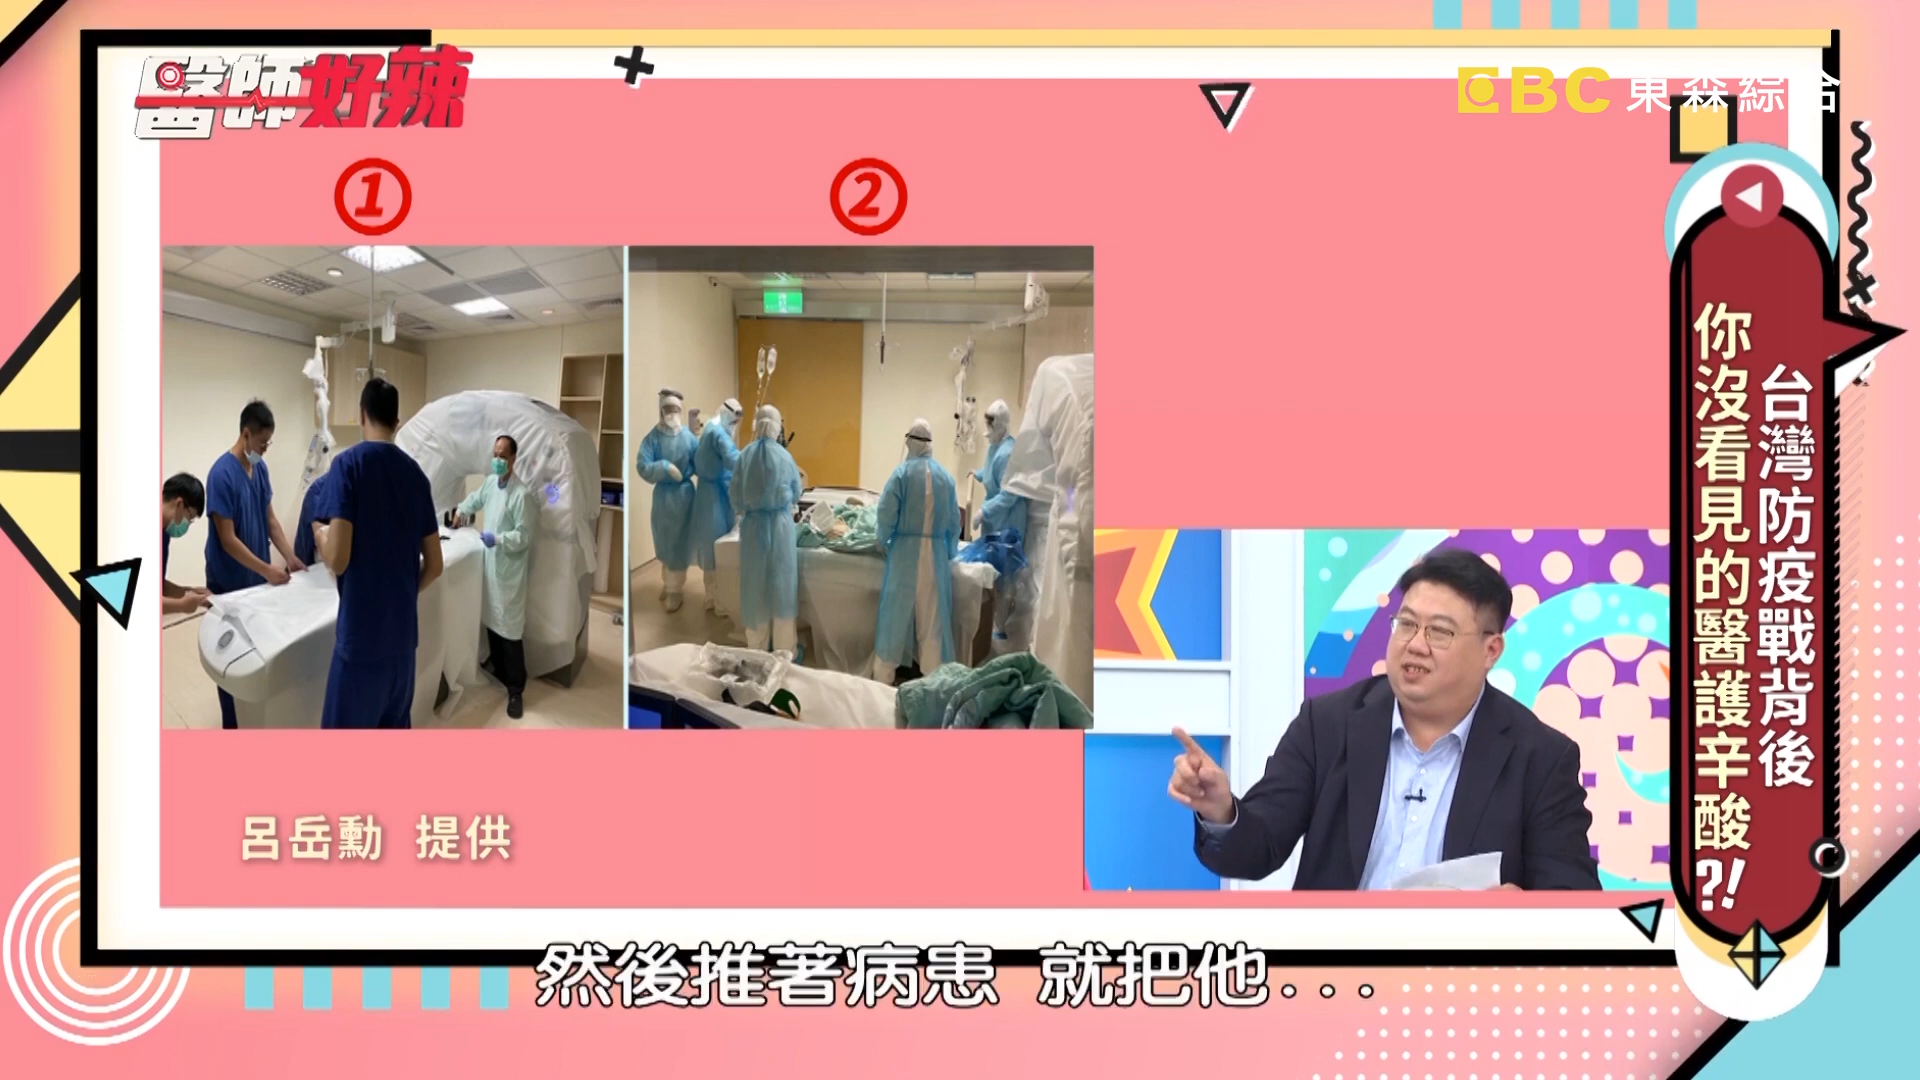 醫師好辣
EBC 東森綜合
①
②
台灣防疫戰背後
你沒看見的醫護辛酸?!
呂岳勳 提供
然後推著病患 就把他...